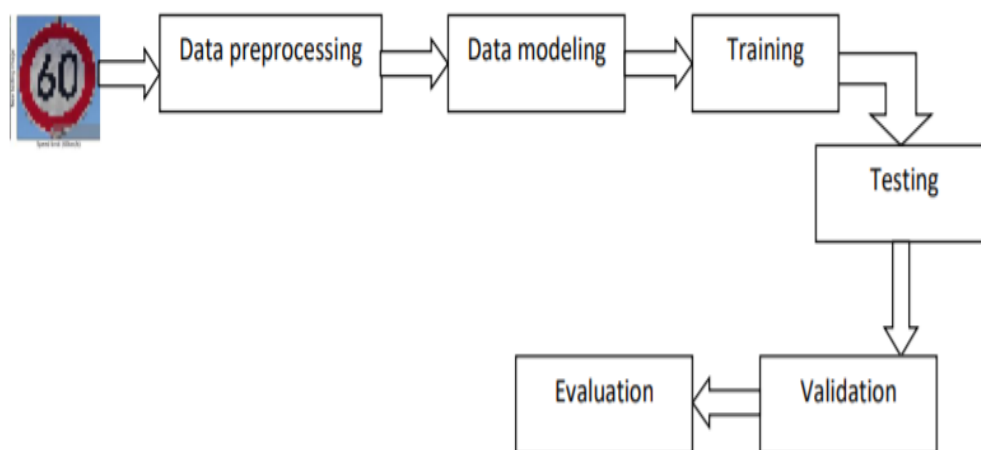 60
Data preprocessing
Data modeling
Training
Testing
Validation
Evaluation